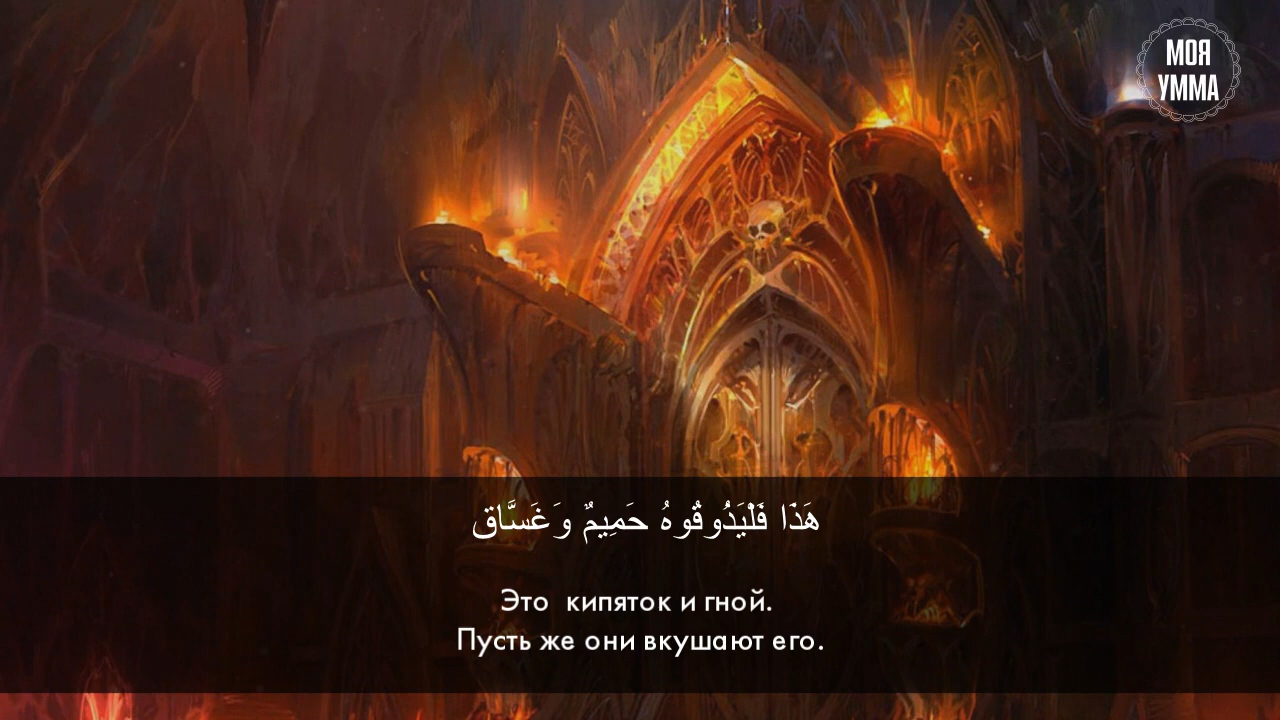 МОЯ
УММА
هَذَا فَلْيَذُوقُوهُ حَمِيمٌ وَغَسَّاق
Это кипяток и гной.
Пусть же они вкушают его.